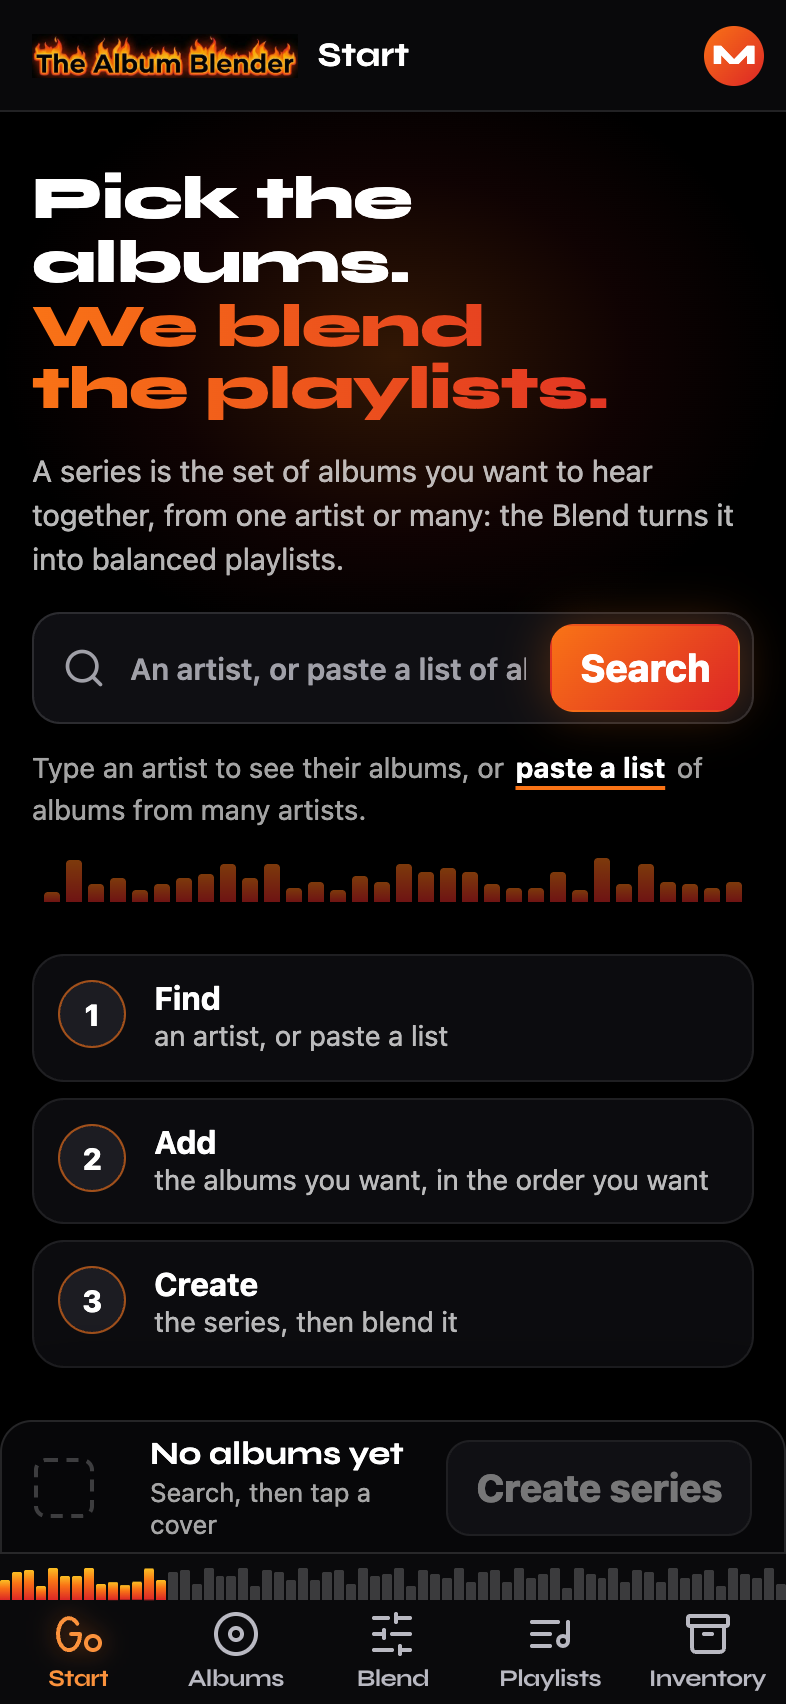 The Album Blender
Start
M
Pick the
albums.
We blend
the playlists.
A series is the set of albums you want to hear
together, from one artist or many: the Blend turns it
into balanced playlists.
An artist, or paste a list of al
Search
Type an artist to see their albums, or paste a list of
albums from many artists.
1
Find
an artist, or paste a list
2
Add
the albums you want, in the order you want
3
Create
the series, then blend it
No albums yet
Search, then tap a
cover
Create series
Go
Start
Albums
Blend
Playlists
Inventory